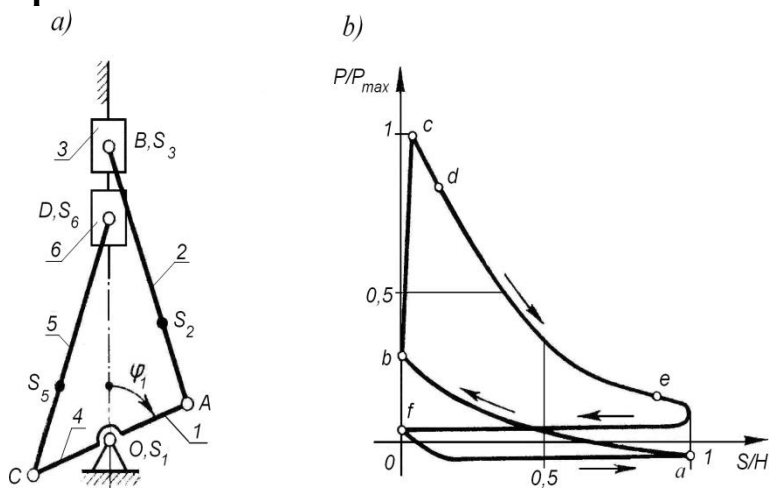 a)
b)
3
B,S₃
D,S₆
6
2
5
S₂
S₅
φ₁
A
4
1
O,S₁
C
P/Pmax
1
c
d
0,5
b
e
f
0
0,5
a
1
S/H